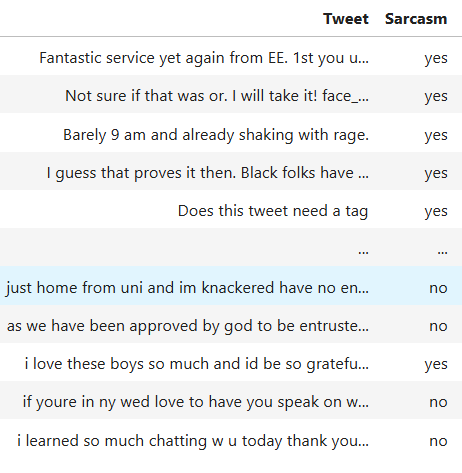 Tweet Sarcasm
Fantastic service yet again from EE. 1st you u... yes
Not sure if that was or. I will take it! face_... yes
Barely 9 am and already shaking with rage. yes
I guess that proves it then. Black folks have ... yes
Does this tweet need a tag yes
... ...
just home from uni and im knackered have no en... no
as we have been approved by god to be entruste... no
i love these boys so much and id be so gratefu... yes
if youre in ny wed love to have you speak on w... no
i learned so much chatting w u today thank you... no